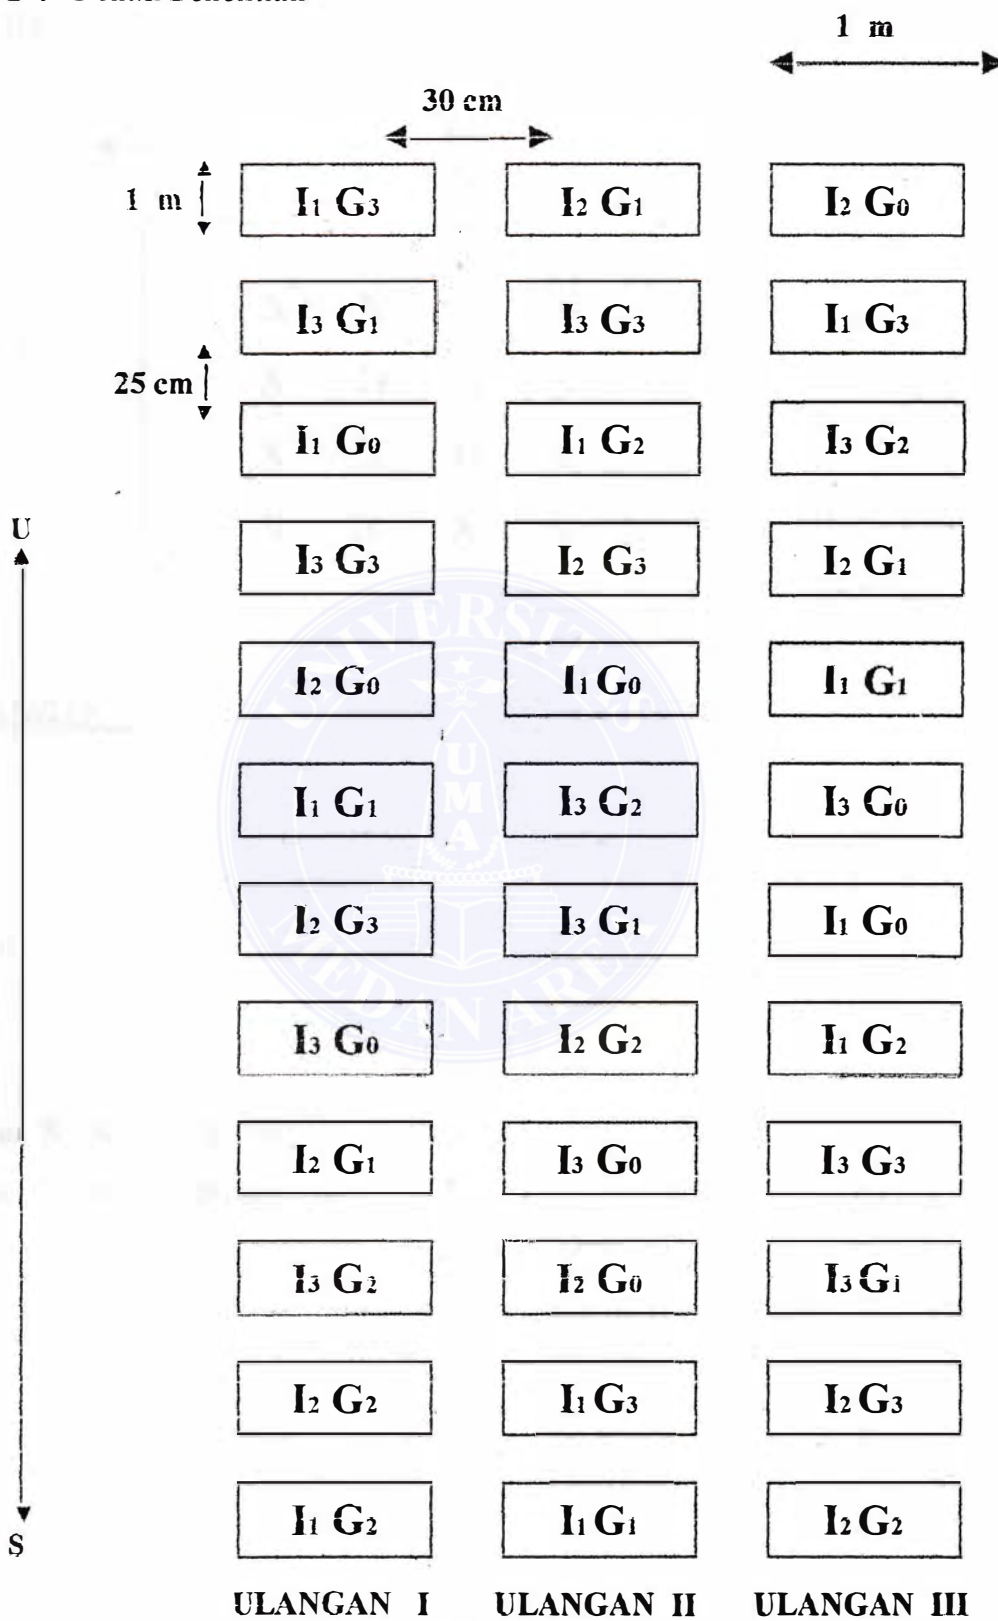 1 m
30 cm
1 m
I1 G3 I2 G1 I2 G0
I3 G1 I3 G3 I1 G3
25 cm
I1 G0 I1 G2 I3 G2
U
I3 G3 I2 G3 I2 G1
I2 G0 I1 G0 I1 G1
I1 G1 I3 G2 I3 G0
I2 G3 I3 G1 I1 G0
I3 G0 I2 G2 I1 G2
I2 G1 I3 G0 I3 G3
I3 G2 I2 G0 I3 G1
I2 G2 I1 G3 I2 G3
I1 G2 I1 G1 I2 G2
S
ULANGAN I ULANGAN II ULANGAN III
UNIVERSITAS
MEDAN AREA
UMA